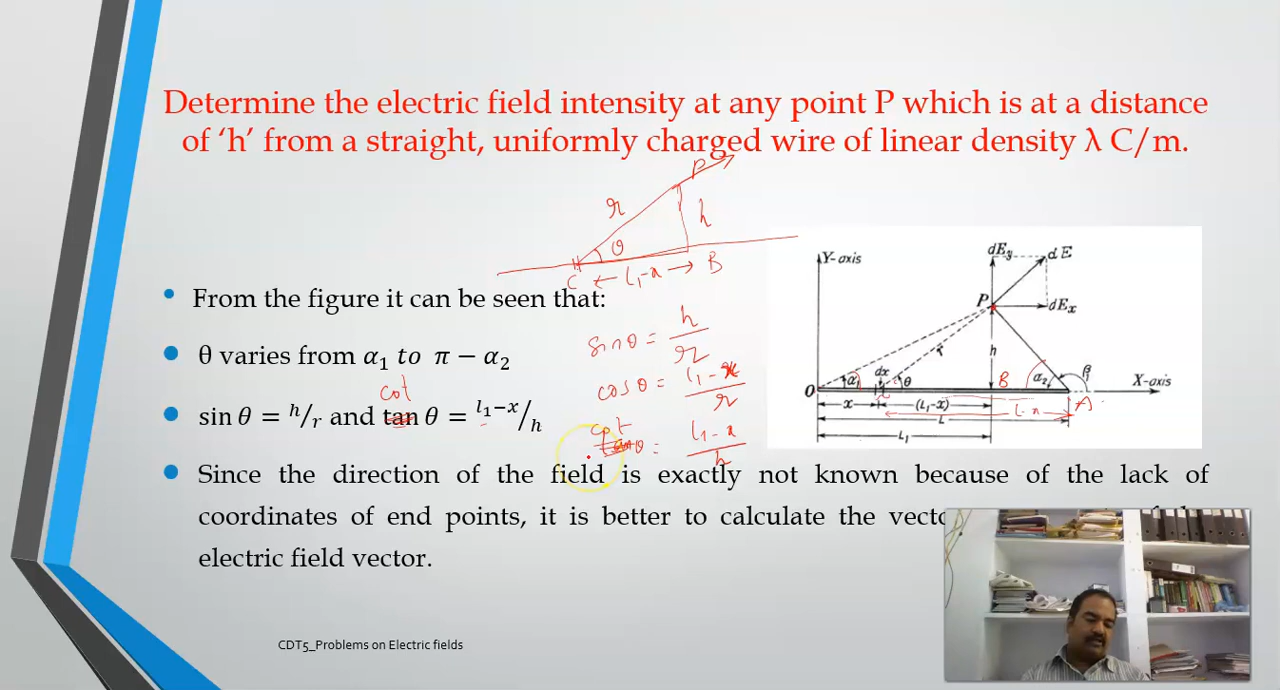 Determine the electric field intensity at any point P which is at a distance
of ‘h’ from a straight, uniformly charged wire of linear density λ C/m.
P
r
h
θ
C ← l₁-x → B
• From the figure it can be seen that:
• θ varies from α₁ to π − α₂
cot
• sin θ = h/r and tan θ = l₁−x/h
sin θ = h/r
cos θ = l₁-x/r
cot
tan θ = l₁-x/h
Y-axis
dEy
dE
P
dEx
r
h
α₁
dx
θ
B
α₂
β
O
X-axis
x
(L₁-x)
L-x
A
L
L₁
• Since the direction of the field is exactly not known because of the lack of
coordinates of end points, it is better to calculate the
electric field vector.
CDT5_Problems on Electric fields